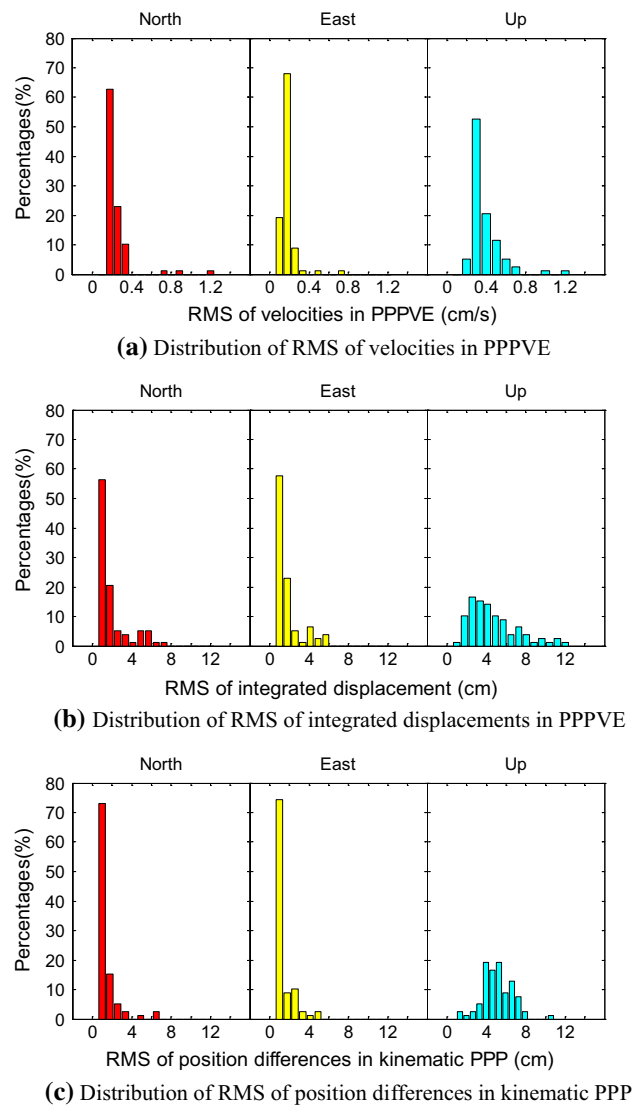 North East Up
80
70
60
50
40
30
20
10
0
Percentages(%)
0 0.4 0.8 1.2 0 0.4 0.8 0 0.4 0.8 1.2
RMS of velocities in PPPVE (cm/s)
(a) Distribution of RMS of velocities in PPPVE
North East Up
80
70
60
50
40
30
20
10
0
Percentages(%)
0 4 8 12 0 4 8 12 0 4 8 12
RMS of integrated displacement (cm)
(b) Distribution of RMS of integrated displacements in PPPVE
North East Up
80
70
60
50
40
30
20
10
0
Percentages(%)
0 4 8 12 0 4 8 12 0 4 8 12
RMS of position differences in kinematic PPP (cm)
(c) Distribution of RMS of position differences in kinematic PPP